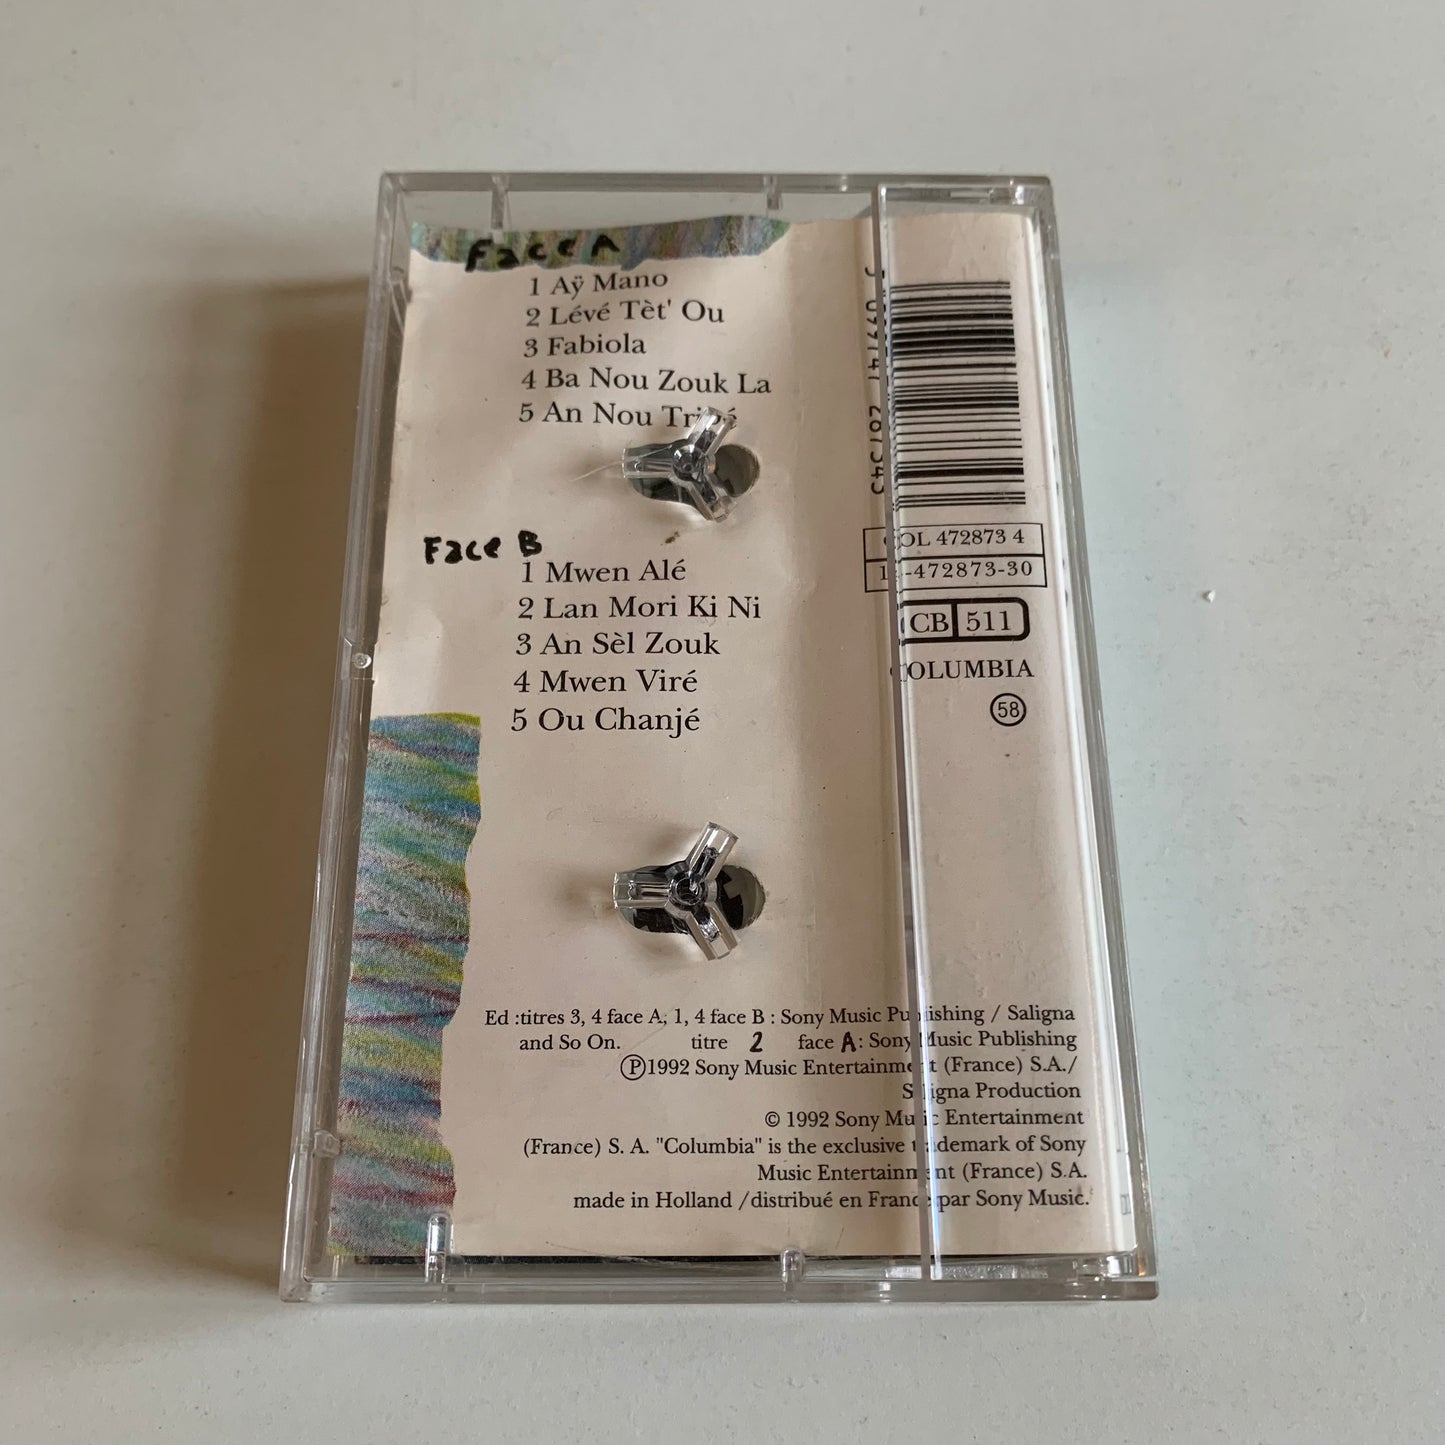 Face A
1 Aÿ Mano
2 Lévé Tèt' Ou
3 Fabiola
4 Ba Nou Zouk La
5 An Nou Tripé
Face B
1 Mwen Alé
2 Lan Mori Ki Ni
3 An Sèl Zouk
4 Mwen Viré
5 Ou Chanjé
COL 472873 4
14-472873-30
CB 511
COLUMBIA
58
Ed :titres 3, 4 face A, 1, 4 face B : Sony Music Publishing / Saligna
and So On. titre 2 face A: Sony Music Publishing
Ⓟ1992 Sony Music Entertainment (France) S.A./
Saligna Production
© 1992 Sony Music Entertainment
(France) S. A. "Columbia" is the exclusive trademark of Sony
Music Entertainment (France) S.A.
made in Holland /distribué en France par Sony Music.